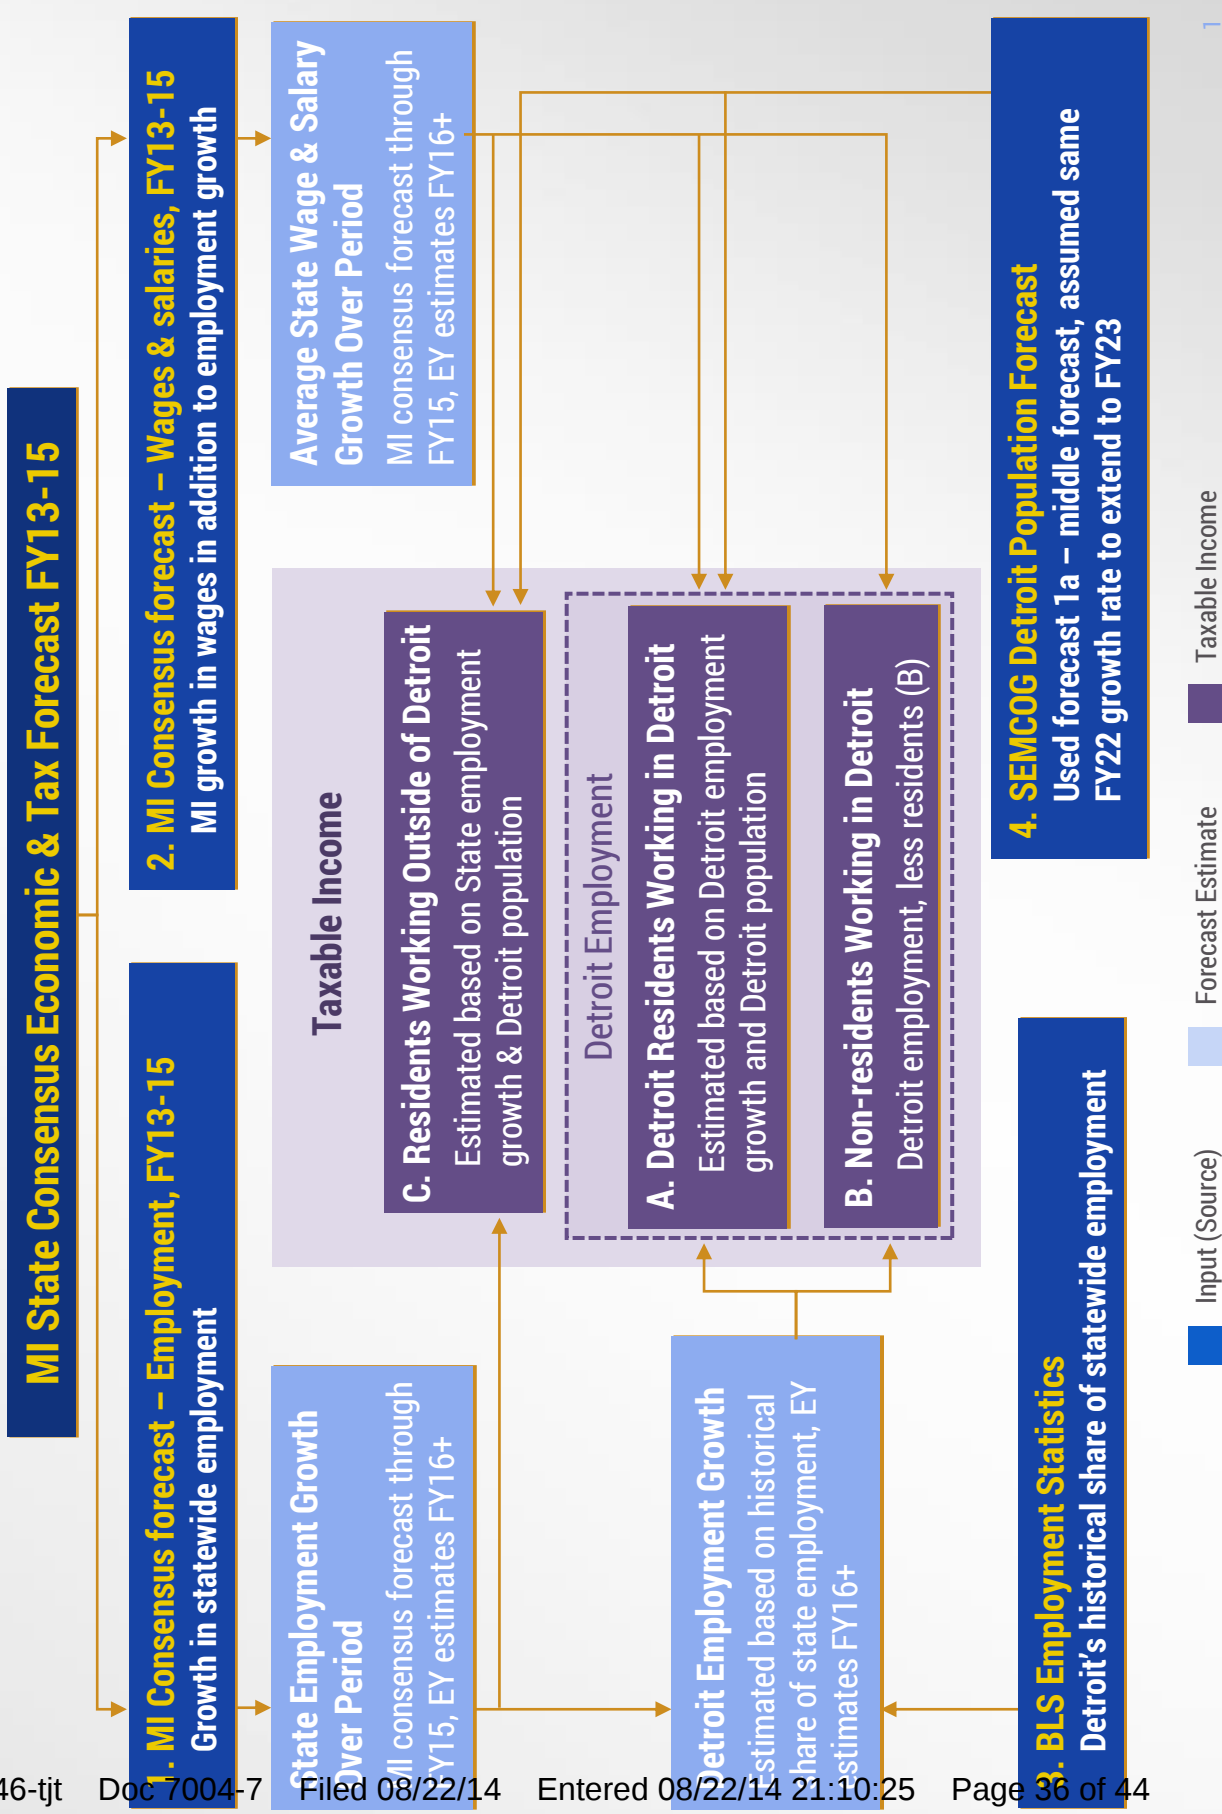 MI State Consensus Economic & Tax Forecast FY13-15
1. MI Consensus forecast – Employment, FY13-15
Growth in statewide employment
2. MI Consensus forecast – Wages & salaries, FY13-15
MI growth in wages in addition to employment growth
State Employment Growth
Over Period
MI consensus forecast through
FY15, EY estimates FY16+
Average State Wage & Salary
Growth Over Period
MI consensus forecast through
FY15, EY estimates FY16+
Taxable Income
C. Residents Working Outside of Detroit
Estimated based on State employment
growth & Detroit population
Detroit Employment
A. Detroit Residents Working in Detroit
Estimated based on Detroit employment
growth and Detroit population
B. Non-residents Working in Detroit
Detroit employment, less residents (B)
Detroit Employment Growth
Estimated based on historical
share of state employment, EY
estimates FY16+
3. BLS Employment Statistics
Detroit's historical share of statewide employment
4. SEMCOG Detroit Population Forecast
Used forecast 1a – middle forecast, assumed same
FY22 growth rate to extend to FY23
Input (Source)
Forecast Estimate
Taxable Income
1
46-tjt Doc 7004-7 Filed 08/22/14 Entered 08/22/14 21:10:25 Page 36 of 44